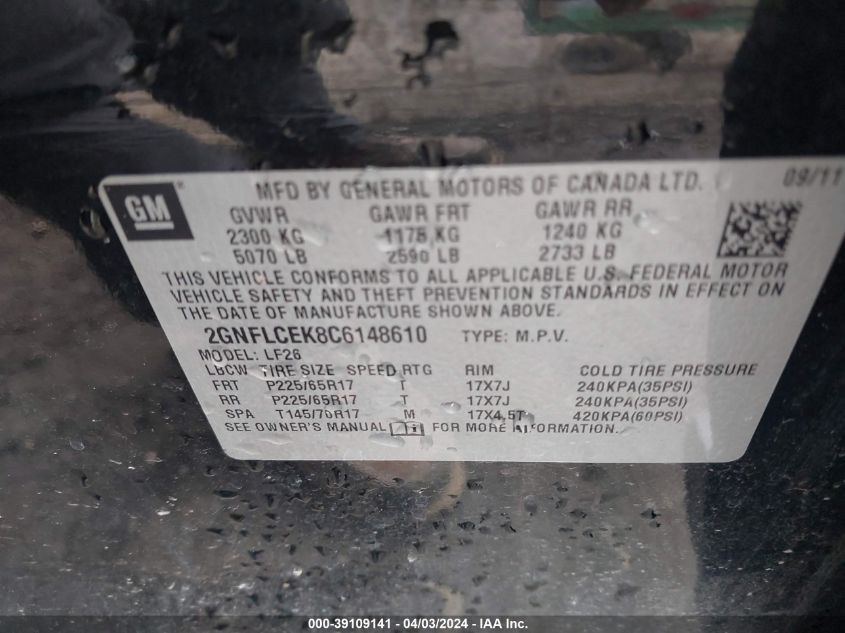 GM
MFD BY GENERAL MOTORS OF CANADA LTD. 09/11
GVWR GAWR FRT GAWR RR
2300 KG 1175 KG 1240 KG
5070 LB 2590 LB 2733 LB
THIS VEHICLE CONFORMS TO ALL APPLICABLE U.S. FEDERAL MOTOR
VEHICLE SAFETY AND THEFT PREVENTION STANDARDS IN EFFECT ON
THE DATE OF MANUFACTURE SHOWN ABOVE.
2GNFLCEK8C6148610 TYPE: M.P.V.
MODEL: LF26
LBCW TIRE SIZE SPEED RTG RIM COLD TIRE PRESSURE
FRT P225/65R17 T 17X7J 240KPA(35PSI)
RR P225/65R17 T 17X7J 240KPA(35PSI)
SPA T145/70R17 M 17X4.5T 420KPA(60PSI)
SEE OWNER'S MANUAL FOR MORE INFORMATION.
000-39109141 - 04/03/2024 - IAA Inc.